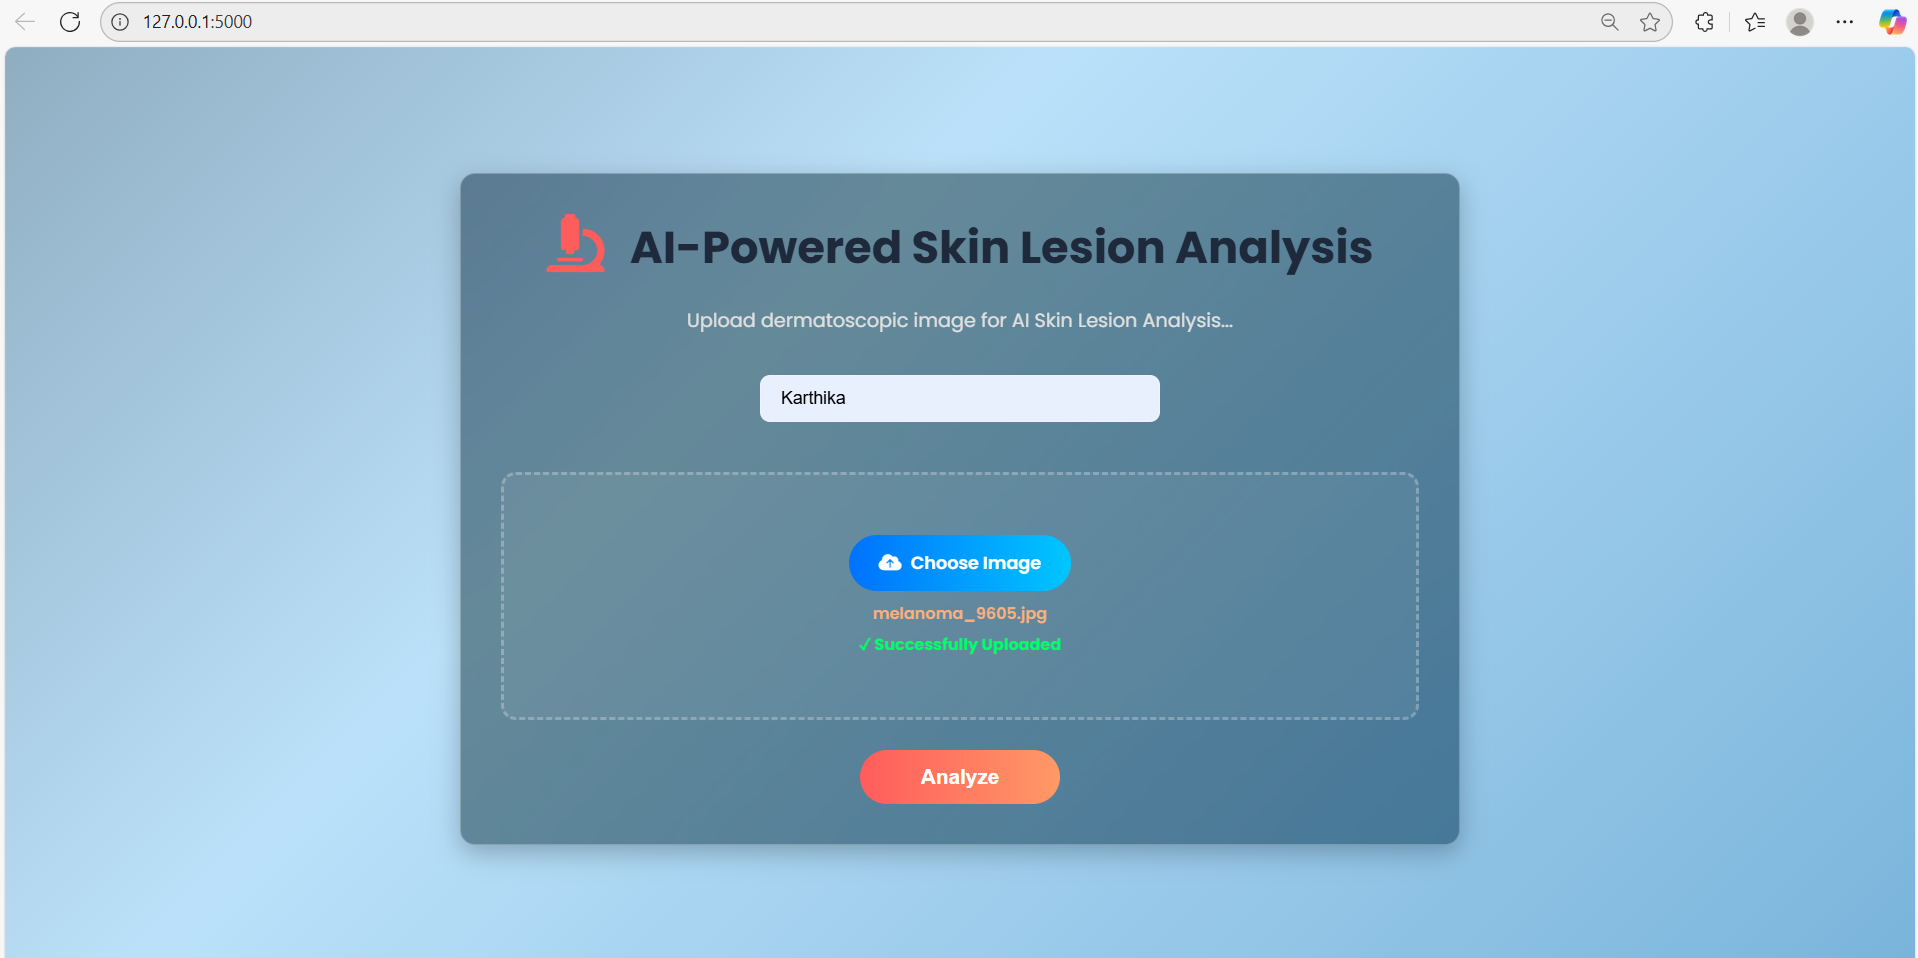 127.0.0.1:5000
AI-Powered Skin Lesion Analysis
Upload dermatoscopic image for AI Skin Lesion Analysis...
Karthika
Choose Image
melanoma_9605.jpg
✓ Successfully Uploaded
Analyze